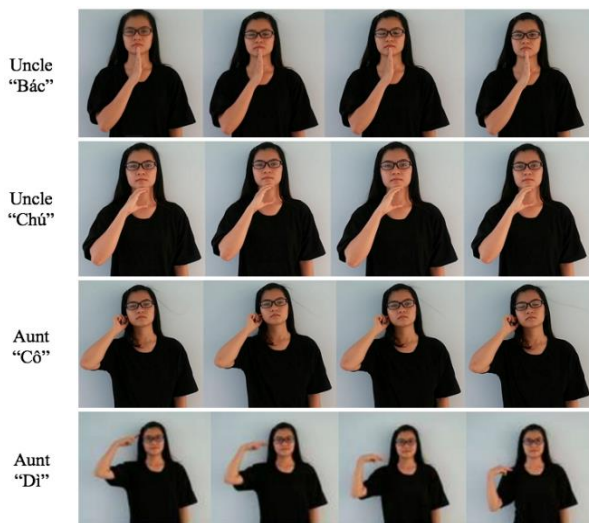 Uncle
“Bác”
Uncle
“Chú”
Aunt
“Cô”
Aunt
“Dì”